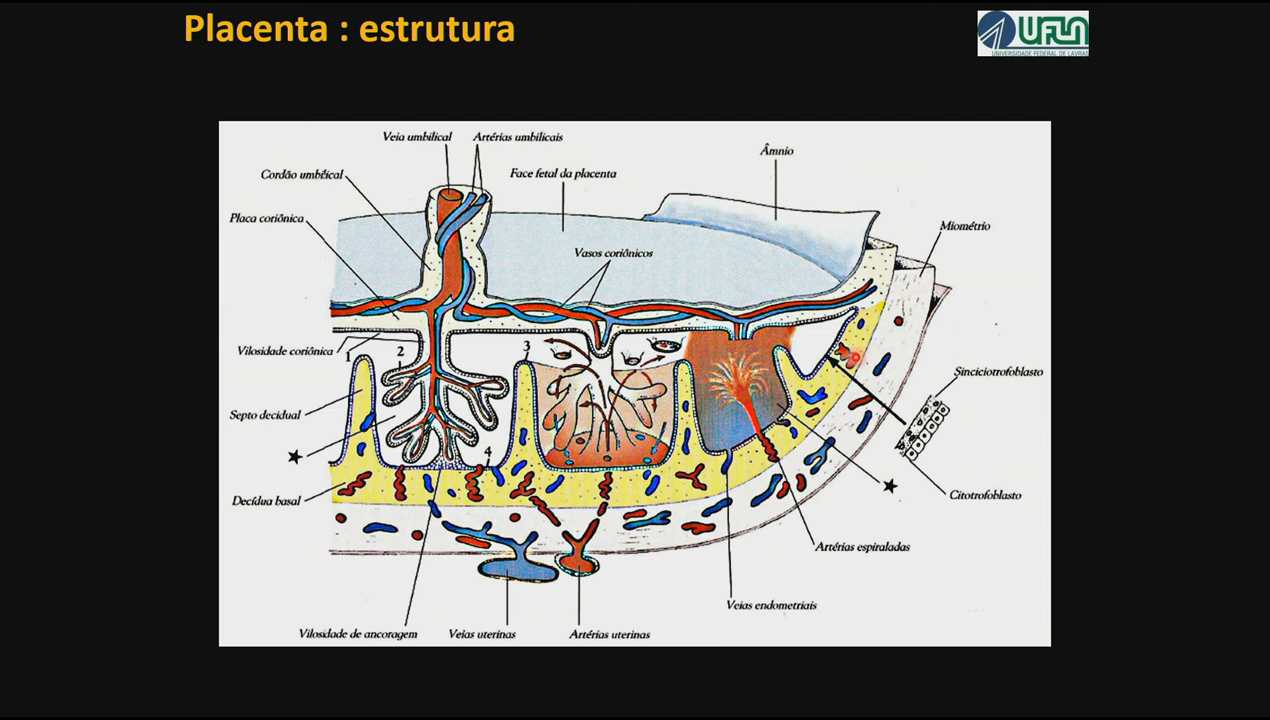 Placenta : estrutura
UFLA
UNIVERSIDADE FEDERAL DE LAVRAS
Veia umbilical
Artérias umbilicais
Âmnio
Cordão umbilical
Face fetal da placenta
Placa coriônica
Miométrio
Vasos coriônicos
Vilosidade coriônica
1
2
3
Sinciciotrofoblasto
Septo decidual
4
Decídua basal
Citotrofoblasto
Artérias espiraladas
Veias endometriais
Vilosidade de ancoragem
Veias uterinas
Artérias uterinas